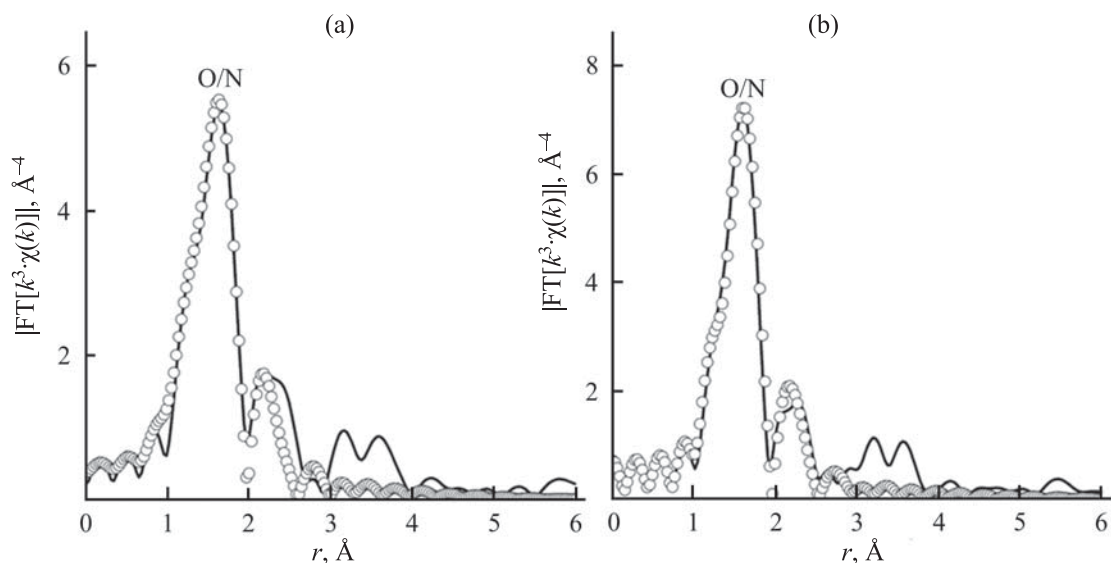 (a)
(b)
|FT[k³·χ(k)]|, Å⁻⁴
6
4
2
O/N
0 1 2 3 4 5 6
r, Å
|FT[k³·χ(k)]|, Å⁻⁴
8
6
4
2
O/N
0 1 2 3 4 5 6
r, Å